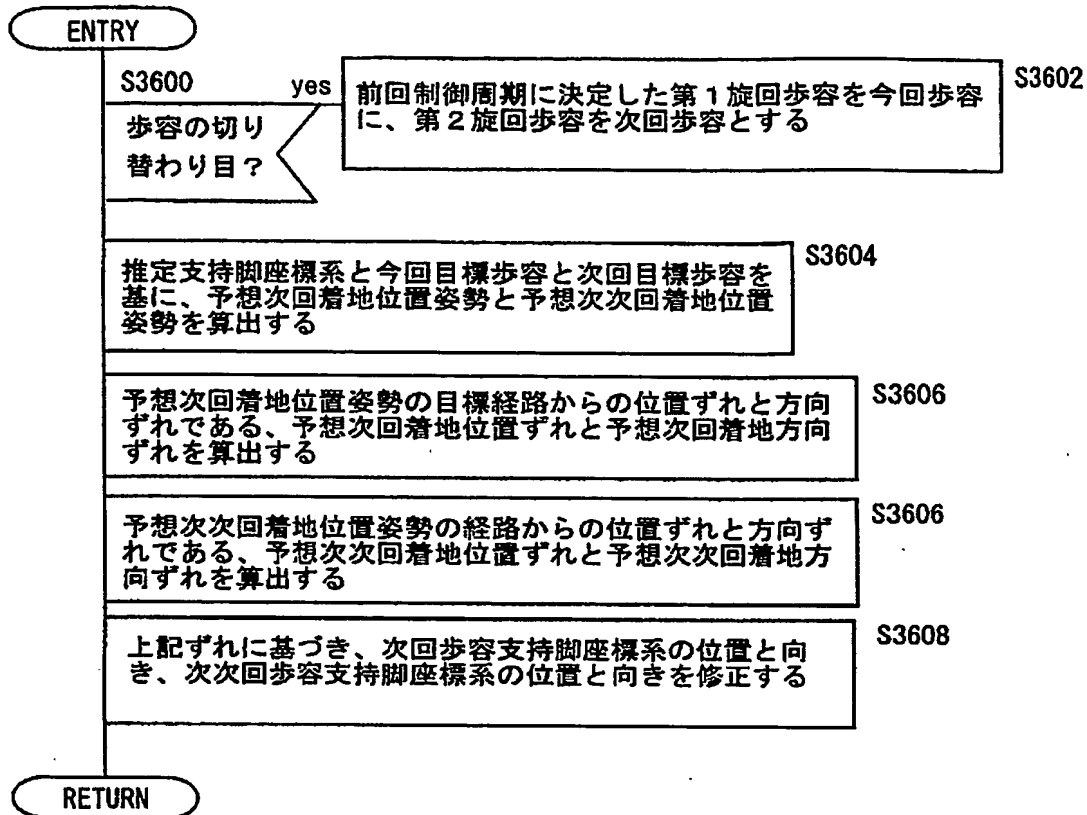 ENTRY
S3600
yes
歩容の切り
替わり目?
前回制御周期に決定した第1旋回歩容を今回歩容
に、第2旋回歩容を次回歩容とする
S3602
推定支持脚座標系と今回目標歩容と次回目標歩容を
基に、予想次回着地位置姿勢と予想次次回着地位置
姿勢を算出する
S3604
予想次回着地位置姿勢の目標経路からの位置ずれと方向
ずれである、予想次回着地位置ずれと予想次回着地方向
ずれを算出する
S3606
予想次次回着地位置姿勢の経路からの位置ずれと方向ず
れである、予想次次回着地位置ずれと予想次次回着地方
向ずれを算出する
S3606
上記ずれに基づき、次回歩容支持脚座標系の位置と向
き、次次回歩容支持脚座標系の位置と向きを修正する
S3608
RETURN